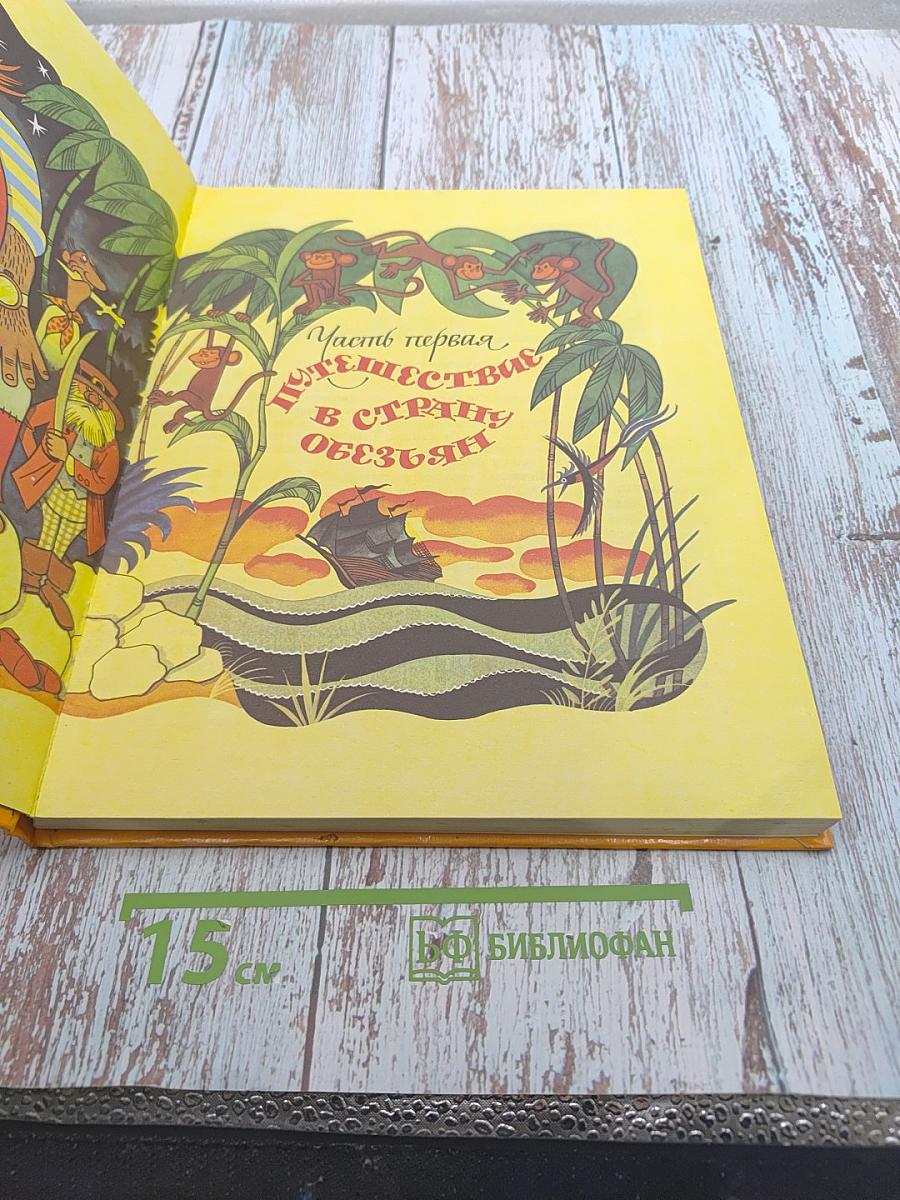 Часть первая
ПУТЕШЕСТВИЕ
В СТРАНУ
ОБЕЗЬЯН
15 см
БФ БИБЛИОФАН